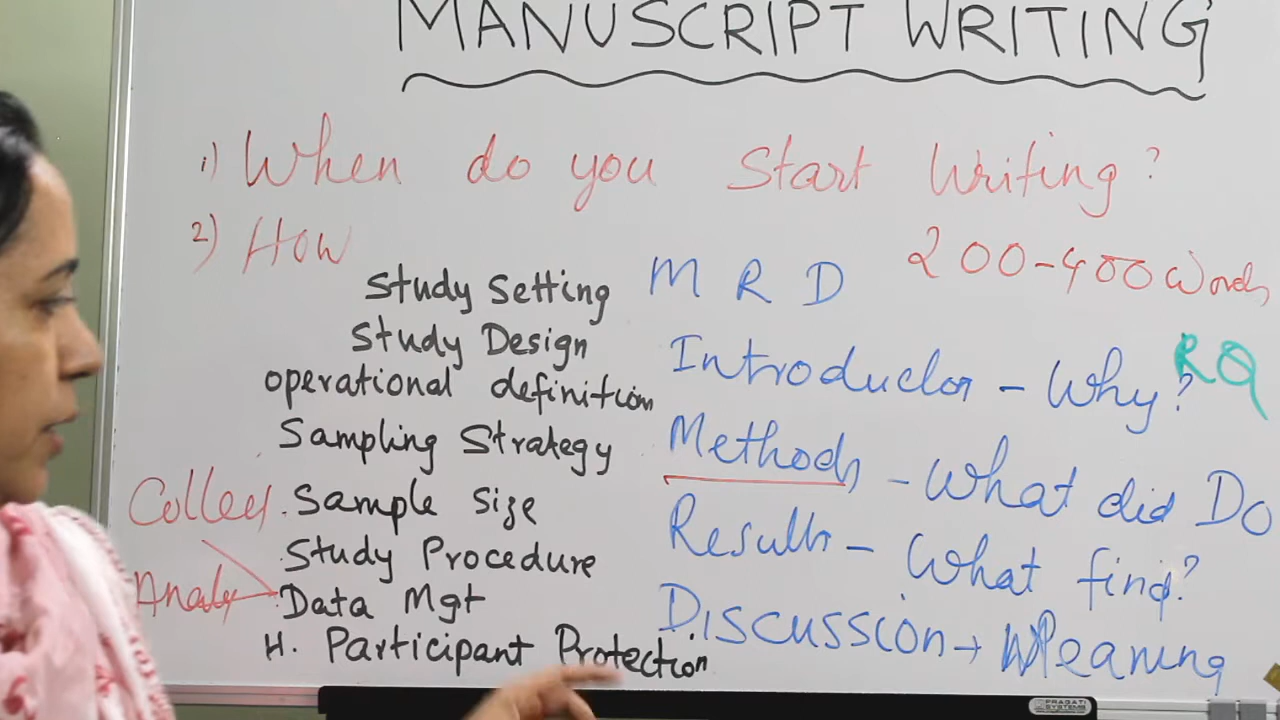 MANUSCRIPT WRITING
1) When do you Start Writing?
2) How
200-400 Words
M R D
Study Setting
Study Design
operational definition
Sampling Strategy
Collect. Sample Size
Study Procedure
Analy Data Mgt
H. Participant Protection
Introductor - Why? RQ
Methods - What did Do
Results - What find?
Discussion → Meaning
PRAGATI SYSTEMS